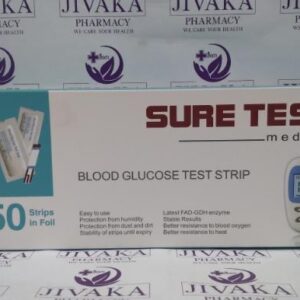 JIVAKA
PHARMACY
WE CARE YOUR HEALTH
JIVAKA
PHARMACY
WE CARE YOUR HEALTH
SURE TES
med
BLOOD GLUCOSE TEST STRIP
50 Strips
in Foil
Easy to use
Protection from humidity
Protection from dust and dirt
Stability of strips until expiry
Latest FAD-GDH enzyme
Stable Results
Better resistance to blood oxygen
Better resistance to heat
JIVAKA
JIVAKA